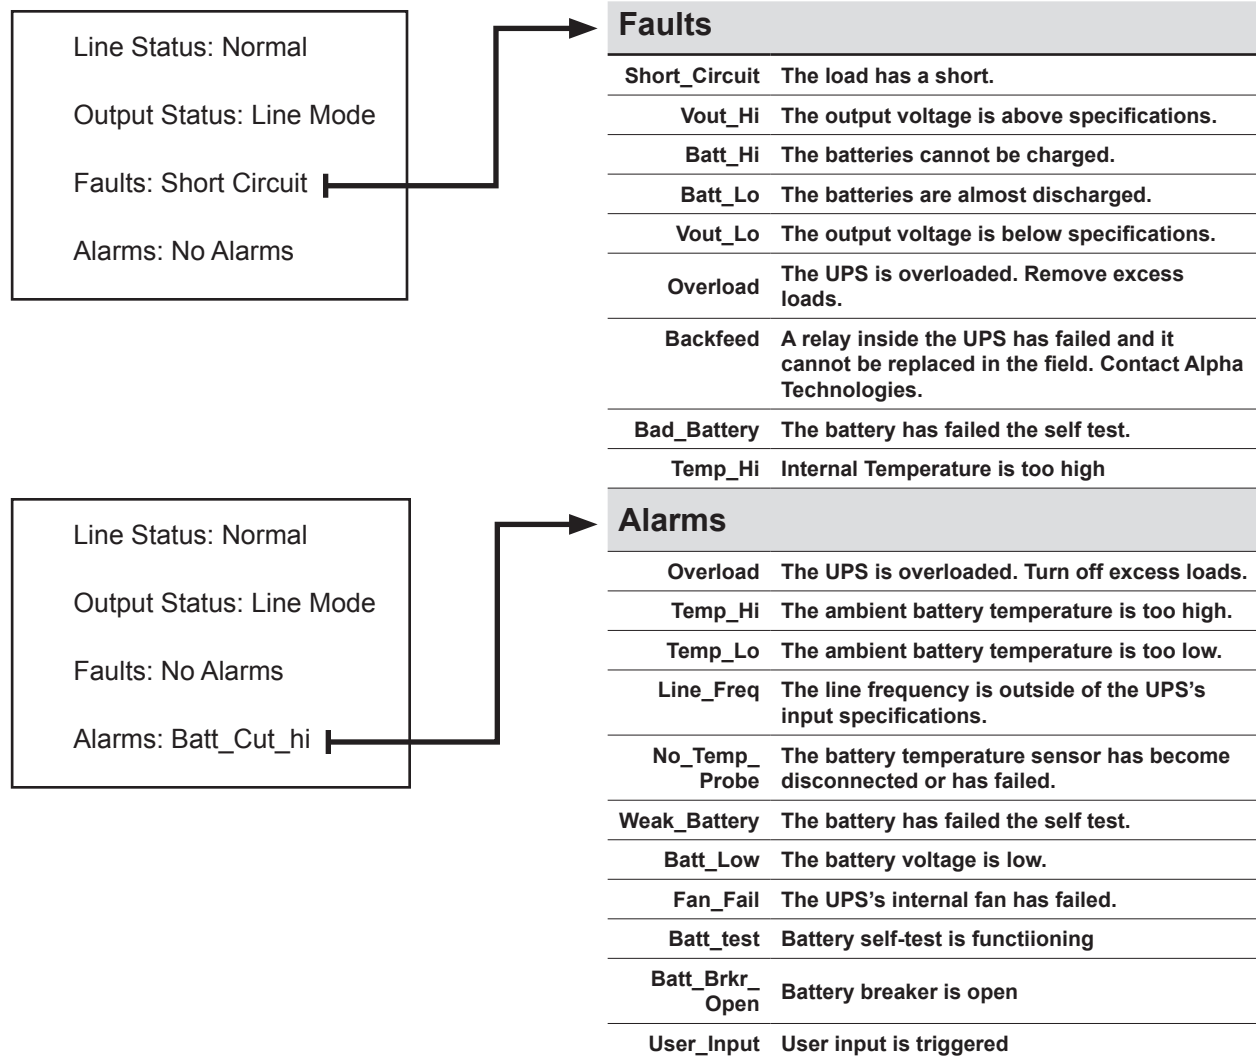 Line Status: Normal
Output Status: Line Mode
Faults: Short Circuit
Alarms: No Alarms
Faults
Short_Circuit The load has a short.
Vout_Hi The output voltage is above specifications.
Batt_Hi The batteries cannot be charged.
Batt_Lo The batteries are almost discharged.
Vout_Lo The output voltage is below specifications.
Overload The UPS is overloaded. Remove excess
loads.
Backfeed A relay inside the UPS has failed and it
cannot be replaced in the field. Contact Alpha
Technologies.
Bad_Battery The battery has failed the self test.
Temp_Hi Internal Temperature is too high
Line Status: Normal
Output Status: Line Mode
Faults: No Alarms
Alarms: Batt_Cut_hi
Alarms
Overload The UPS is overloaded. Turn off excess loads.
Temp_Hi The ambient battery temperature is too high.
Temp_Lo The ambient battery temperature is too low.
Line_Freq The line frequency is outside of the UPS's
input specifications.
No_Temp_ The battery temperature sensor has become
Probe disconnected or has failed.
Weak_Battery The battery has failed the self test.
Batt_Low The battery voltage is low.
Fan_Fail The UPS's internal fan has failed.
Batt_test Battery self-test is functiioning
Batt_Brkr_
Open Battery breaker is open
User_Input User input is triggered